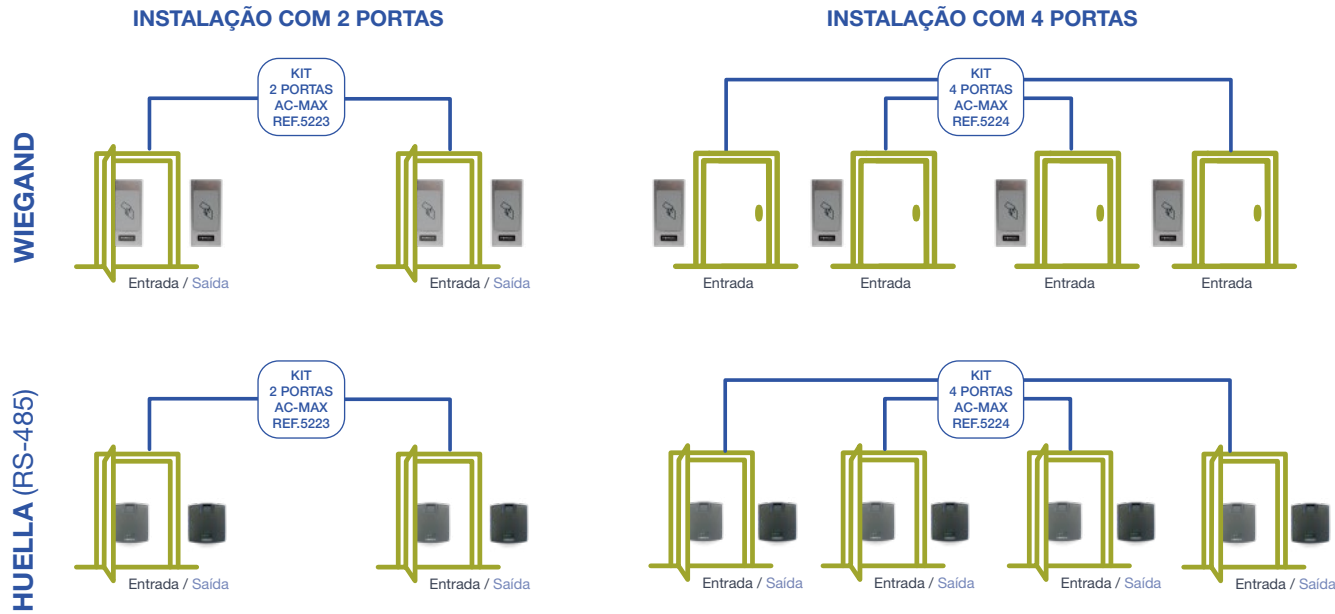 INSTALAÇÃO COM 2 PORTAS
INSTALAÇÃO COM 4 PORTAS
WIEGAND
KIT
2 PORTAS
AC-MAX
REF.5223
Entrada / Saída
Entrada / Saída
KIT
4 PORTAS
AC-MAX
REF.5224
Entrada
Entrada
Entrada
Entrada
HUELLA (RS-485)
KIT
2 PORTAS
AC-MAX
REF.5223
Entrada / Saída
Entrada / Saída
KIT
4 PORTAS
AC-MAX
REF.5224
Entrada / Saída
Entrada / Saída
Entrada / Saída
Entrada / Saída